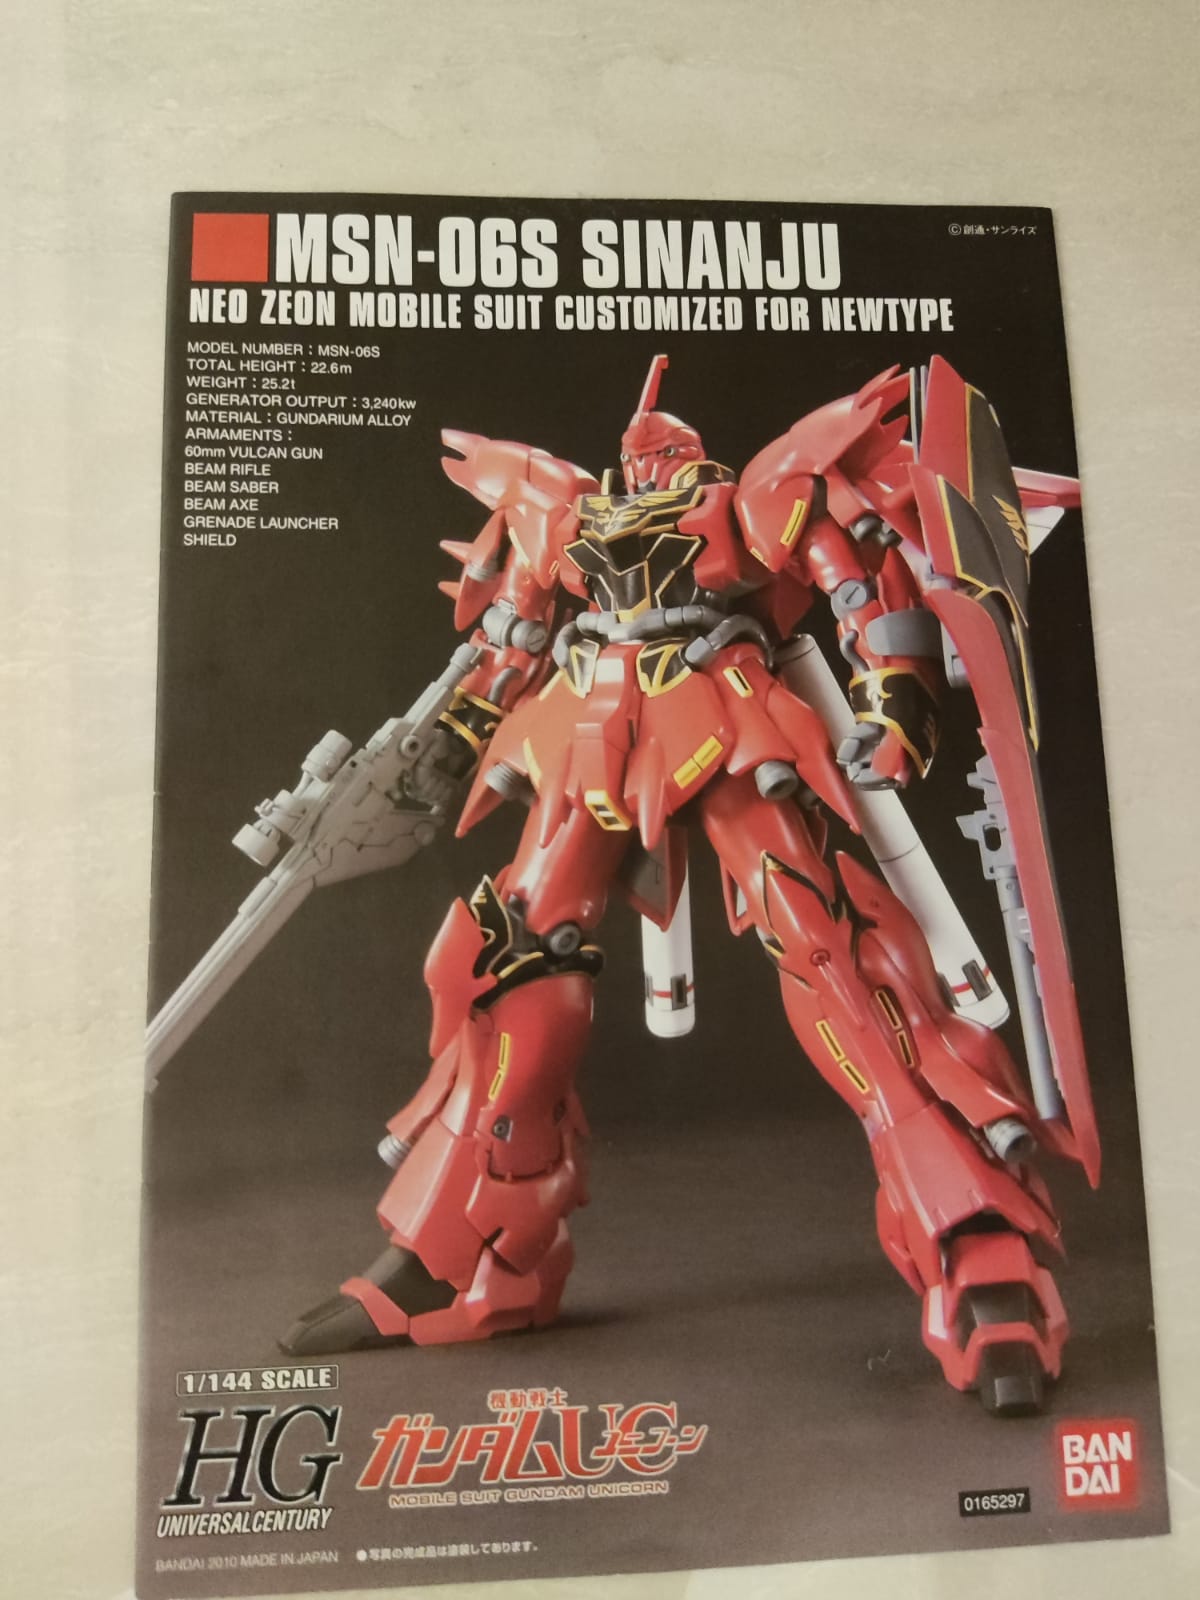 MSN-06S SINANJU
©創通・サンライズ
NEO ZEON MOBILE SUIT CUSTOMIZED FOR NEWTYPE
MODEL NUMBER : MSN-06S
TOTAL HEIGHT : 22.6m
WEIGHT : 25.2t
GENERATOR OUTPUT : 3,240kw
MATERIAL : GUNDARIUM ALLOY
ARMAMENTS :
60mm VULCAN GUN
BEAM RIFLE
BEAM SABER
BEAM AXE
GRENADE LAUNCHER
SHIELD
1/144 SCALE
HG
UNIVERSAL CENTURY
機動戦士
ガンダムUC
ユニコーン
MOBILE SUIT GUNDAM UNICORN
BAN
DAI
0165297
BANDAI 2010 MADE IN JAPAN
●写真の完成品は塗装してあります。